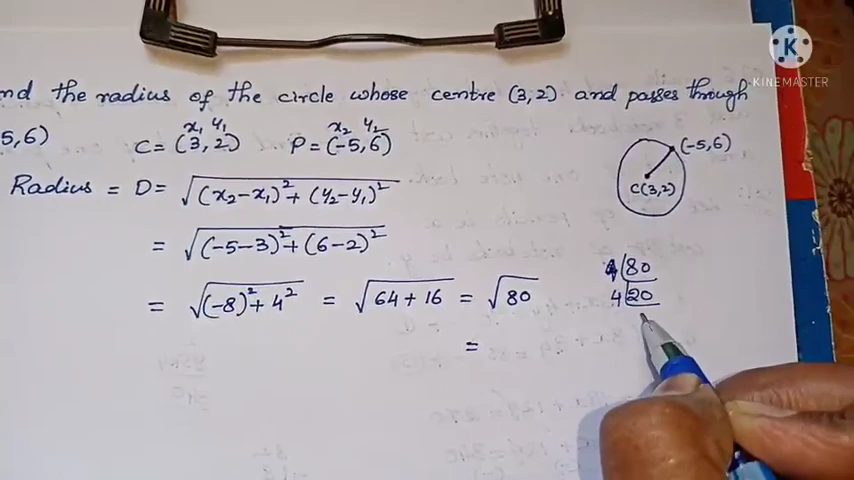 nd the radius of the circle whose centre (3,2) and passes through
5,6)
x₁ y₁
C = (3,2)
x₂ y₂
P = (-5,6)
Radius = D = √(x₂-x₁)²+(y₂-y₁)²
= √(-5-3)²+(6-2)²
= √(-8)²+4² = √64+16 = √80
=
(-5,6)
C(3,2)
4 80
4 20
K
KINEMASTER